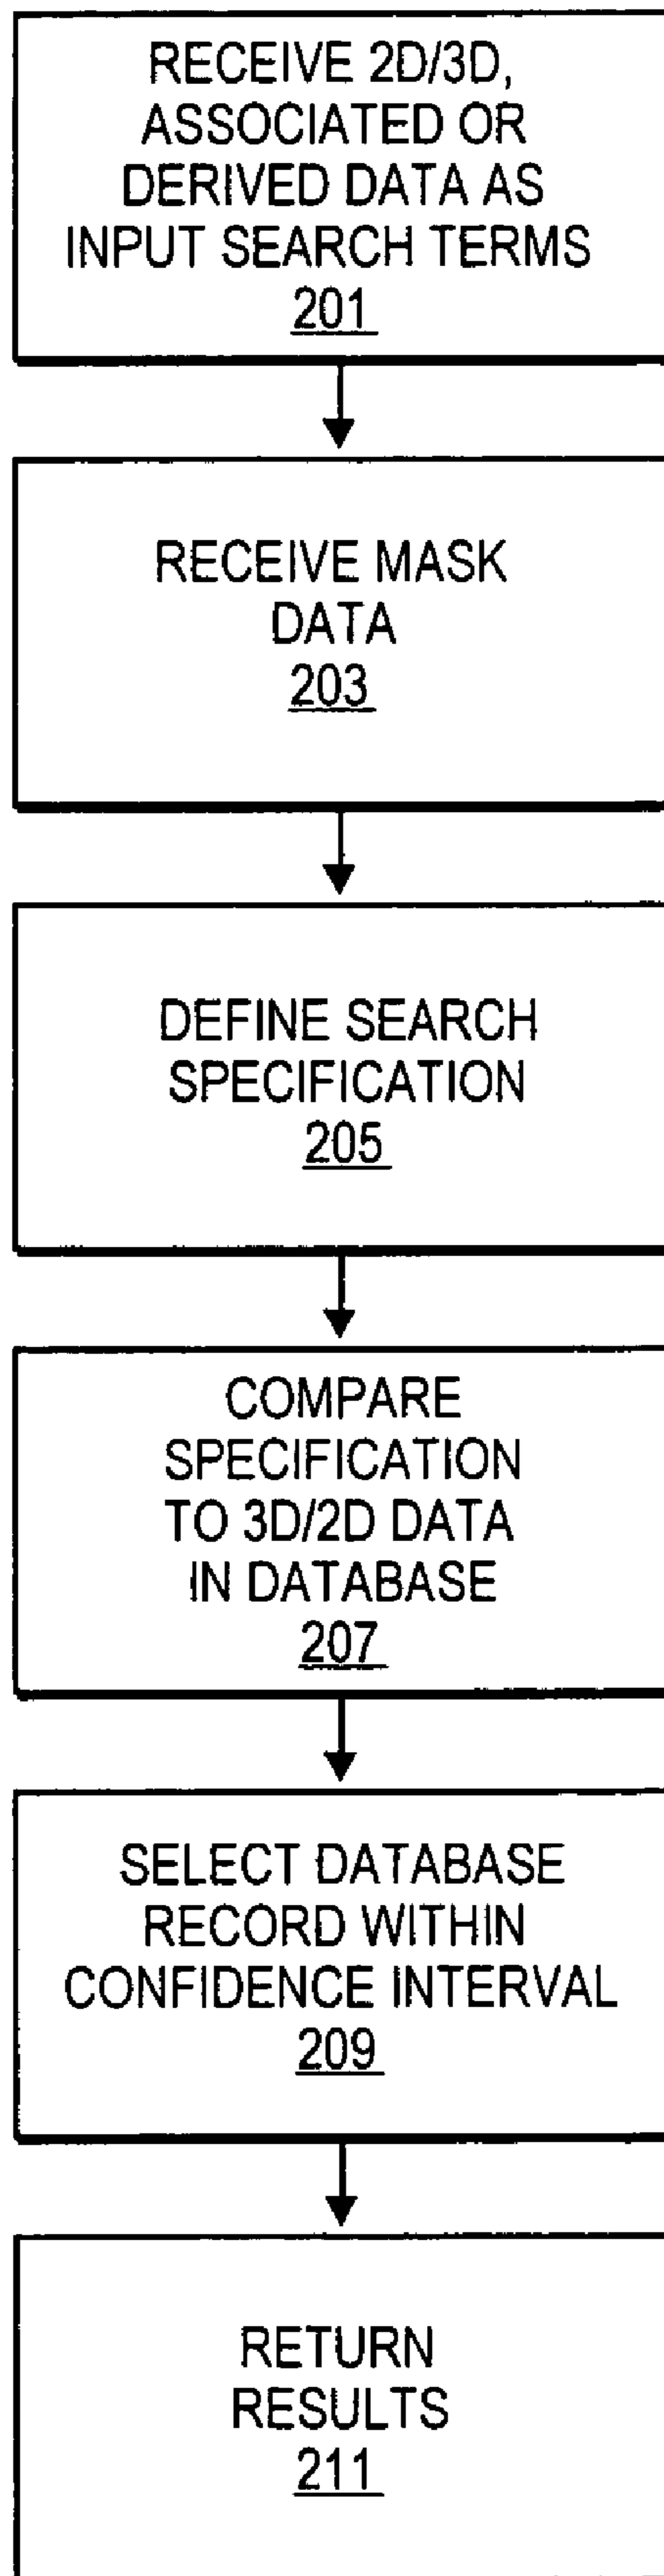 RECEIVE 2D/3D,
ASSOCIATED OR
DERIVED DATA AS
INPUT SEARCH TERMS
201
RECEIVE MASK
DATA
203
DEFINE SEARCH
SPECIFICATION
205
COMPARE
SPECIFICATION
TO 3D/2D DATA
IN DATABASE
207
SELECT DATABASE
RECORD WITHIN
CONFIDENCE INTERVAL
209
RETURN
RESULTS
211